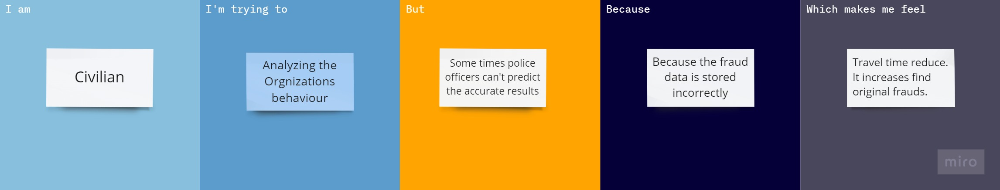 I am
Civilian
I'm trying to
Analyzing the
Orgnizations
behaviour
But
Some times police
officers can't predict
the accurate results
Because
Because the fraud
data is stored
incorrectly
Which makes me feel
Travel time reduce.
It increases find
original frauds.
miro